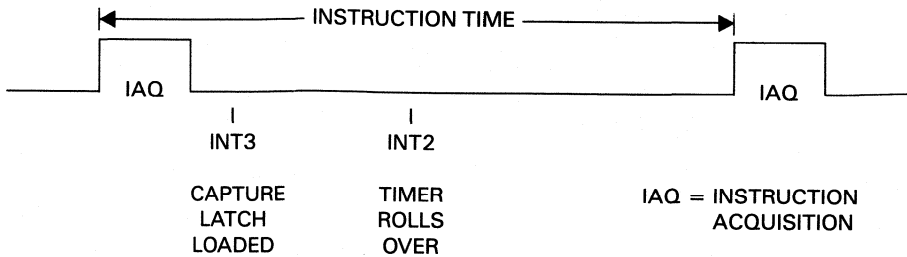 INSTRUCTION TIME
IAQ
IAQ
INT3
INT2
CAPTURE
LATCH
LOADED
TIMER
ROLLS
OVER
IAQ = INSTRUCTION
ACQUISITION